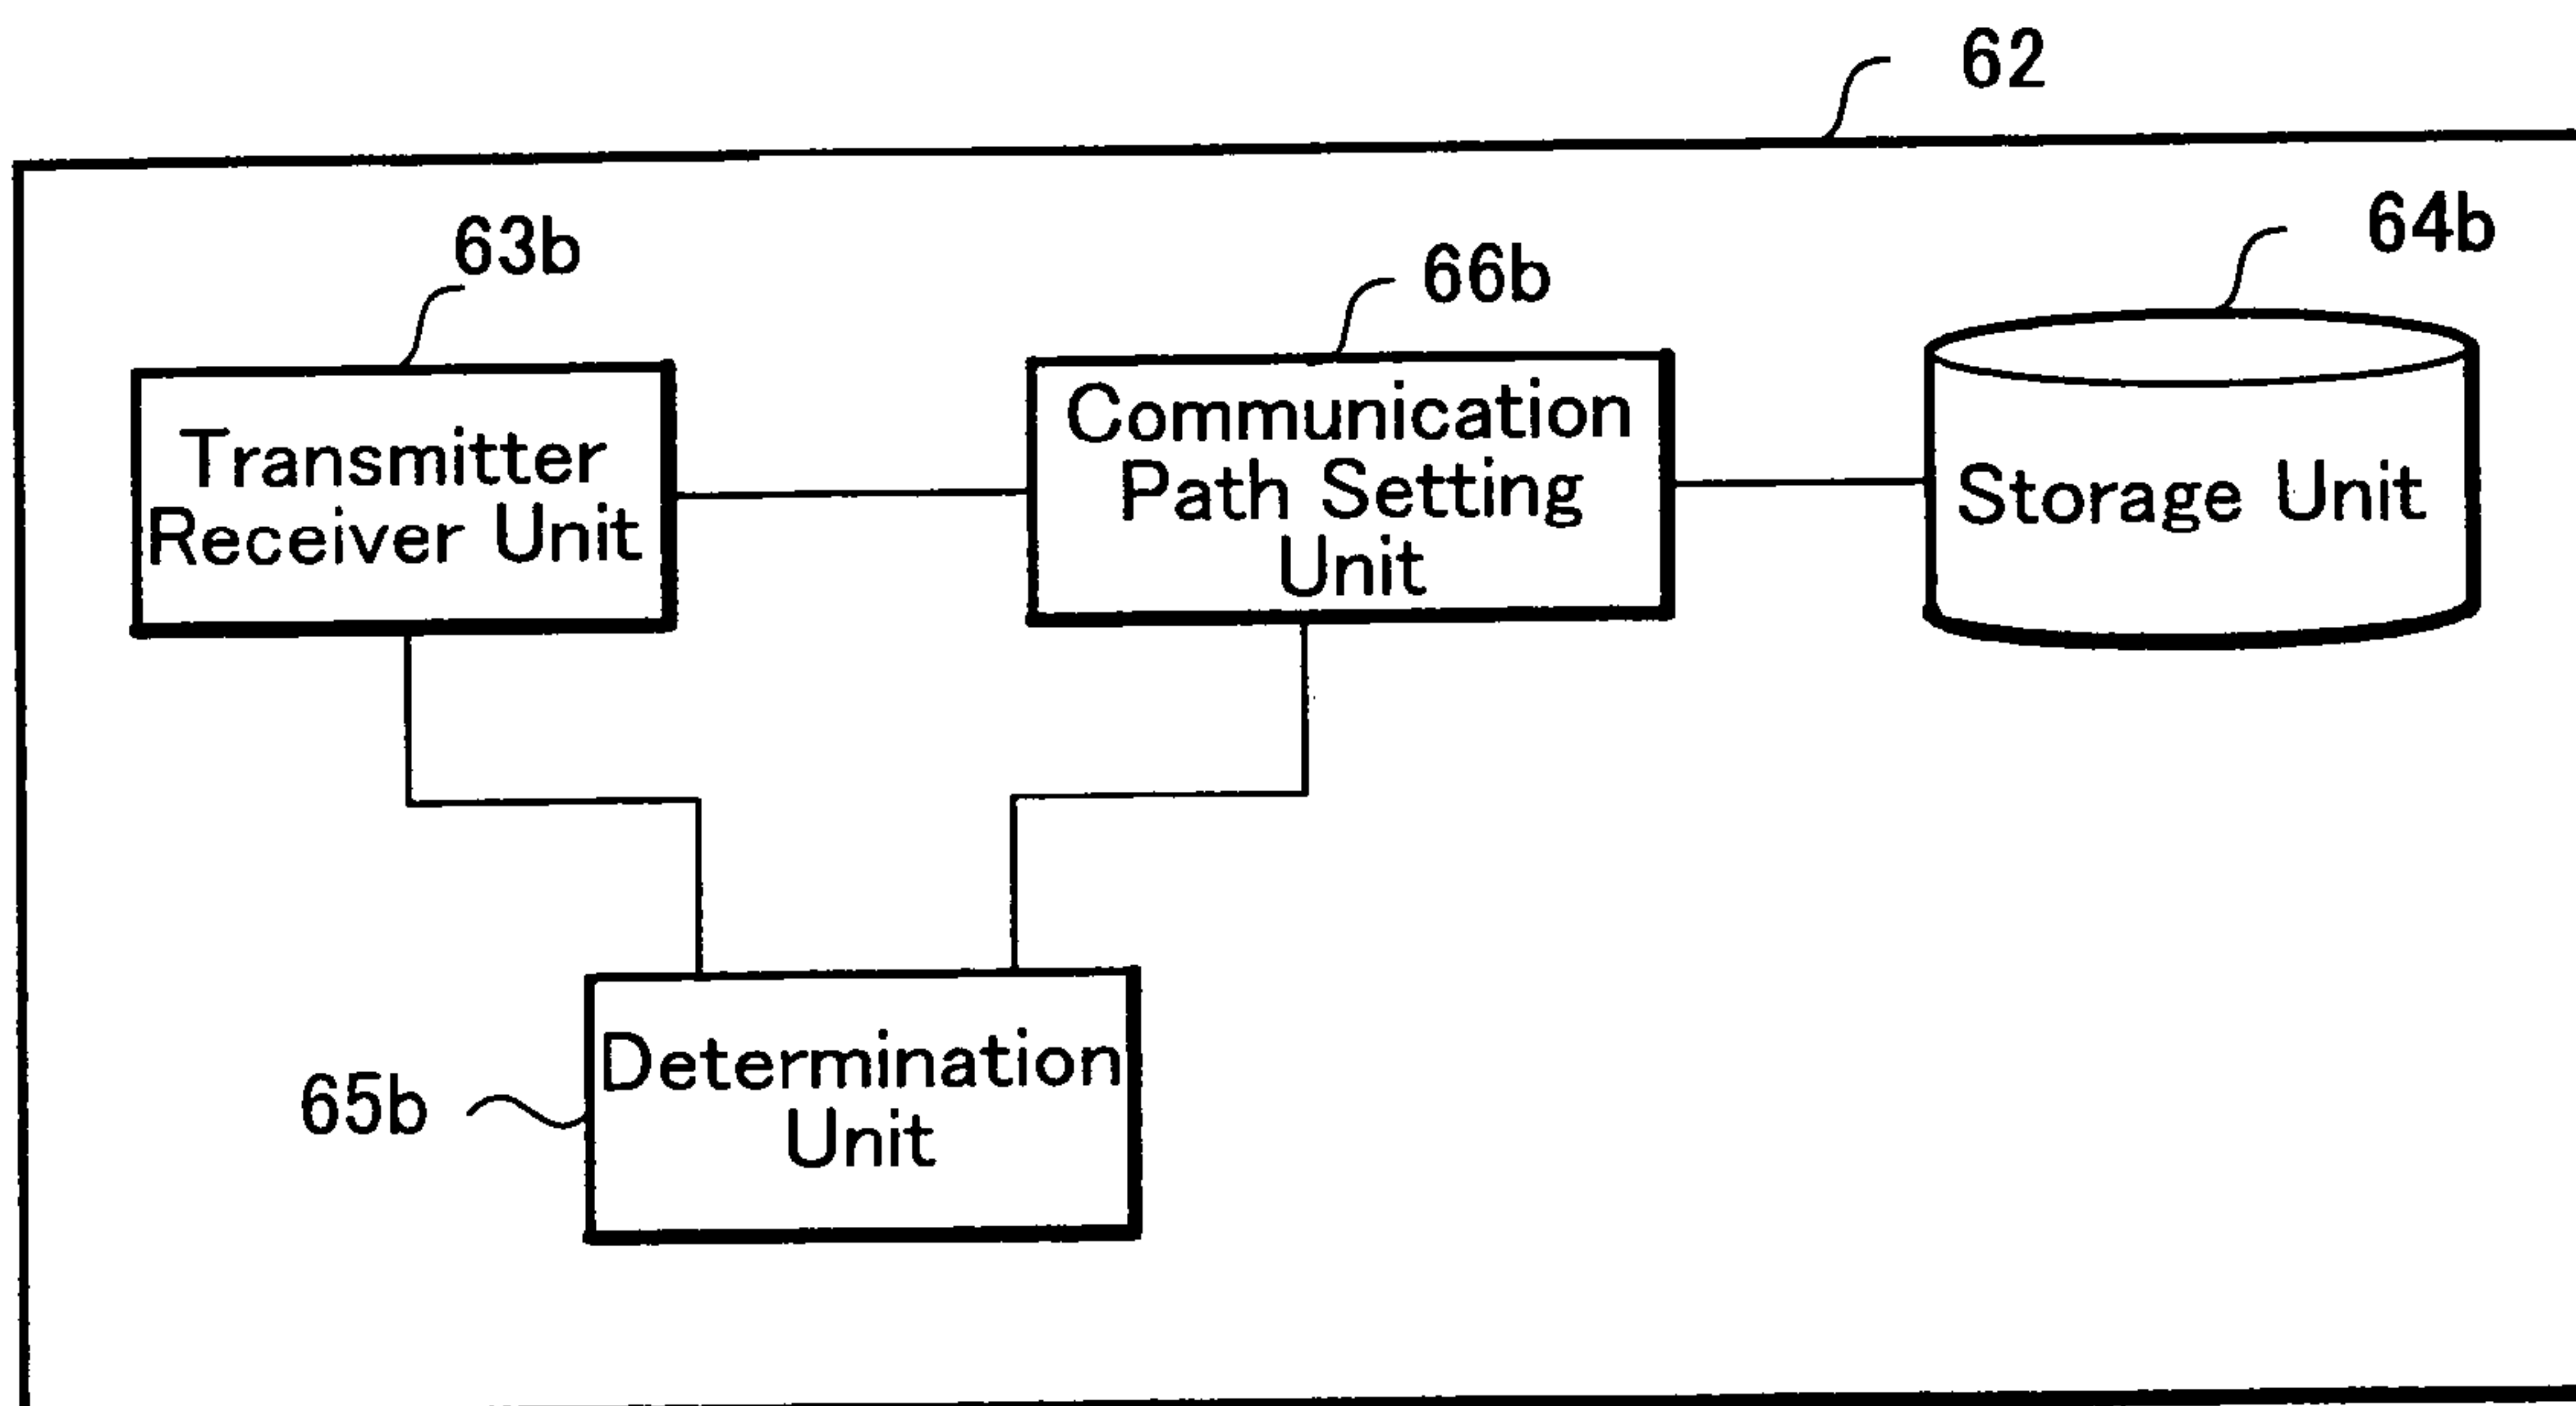 62
63b
66b
64b
Transmitter
Receiver Unit
Communication
Path Setting
Unit
Storage Unit
65b
Determination
Unit